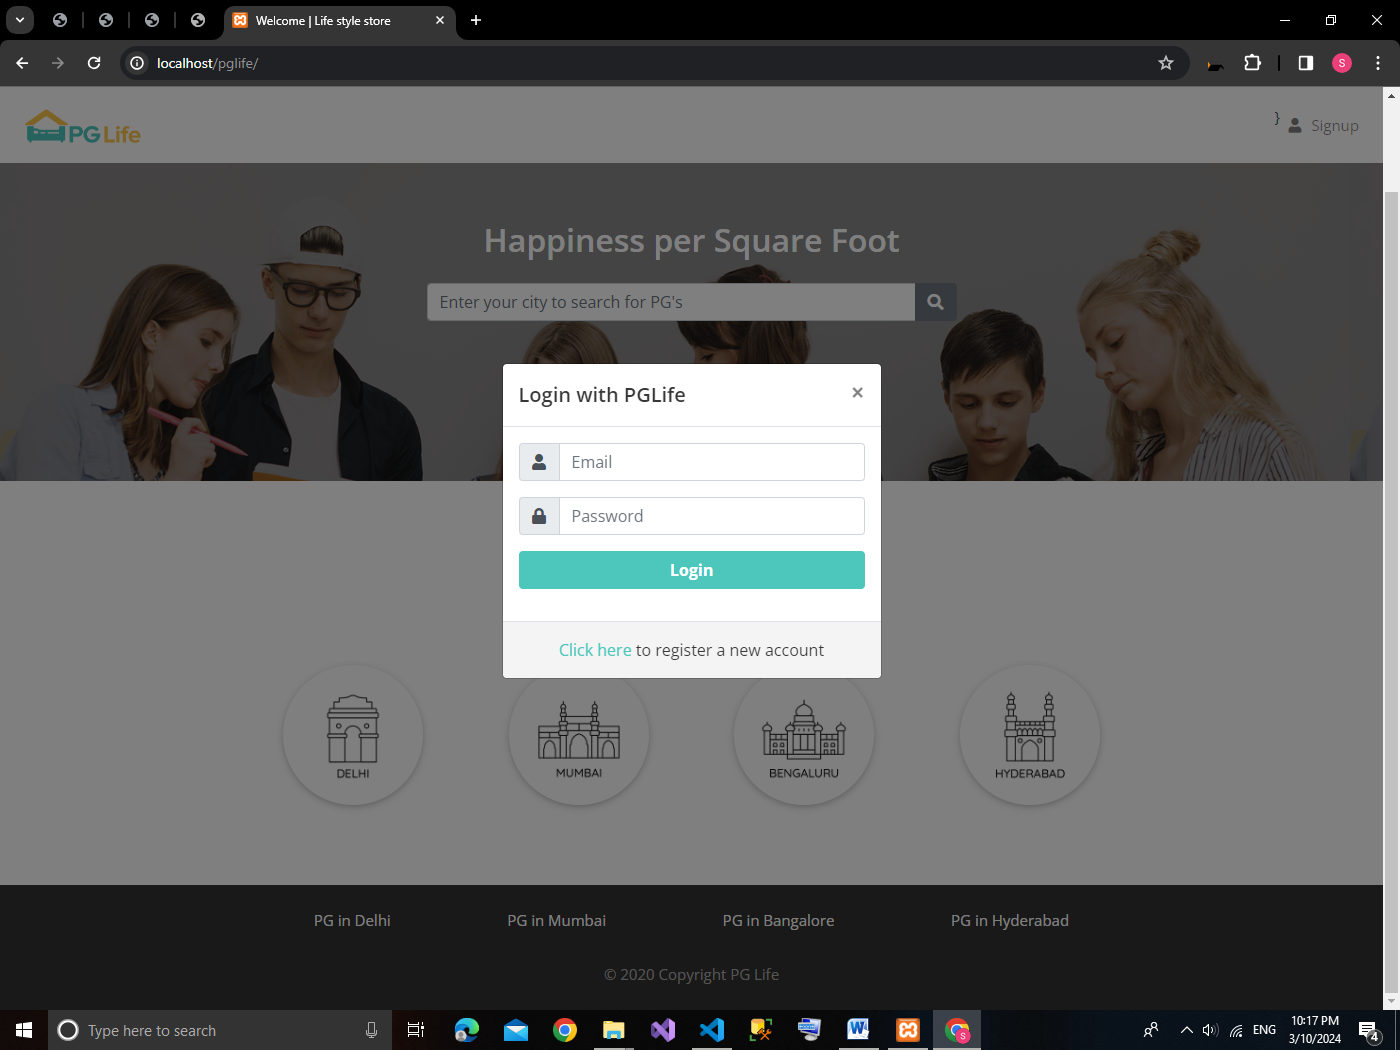 Welcome | Life style store
localhost/pglife/
S
PG Life
} Signup
Happiness per Square Foot
Enter your city to search for PG's
Login with PGLife ×
Email
Password
Login
Click here to register a new account
DELHI
MUMBAI
BENGALURU
HYDERABAD
PG in Delhi
PG in Mumbai
PG in Bangalore
PG in Hyderabad
© 2020 Copyright PG Life
Type here to search
S
ENG
10:17 PM
3/10/2024
4